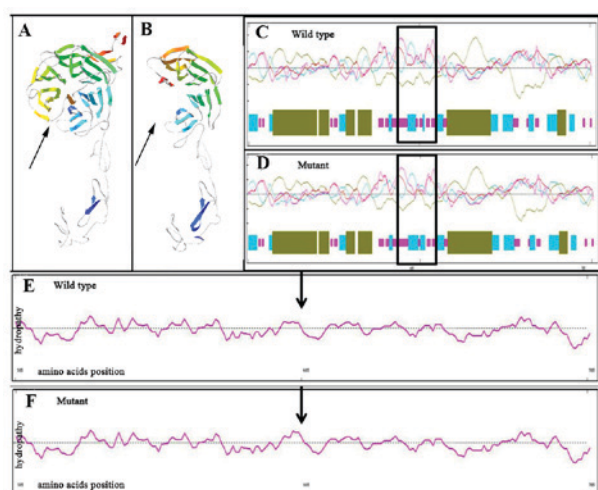 A
B
C
Wild type
D
Mutant
E
Wild type
hydropathy
amino acids position
F
Mutant
hydropathy
amino acids position